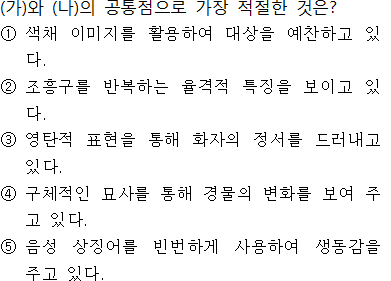 (가)와 (나)의 공통점으로 가장 적절한 것은?
① 색채 이미지를 활용하여 대상을 예찬하고 있
다.
② 조흥구를 반복하는 율격적 특징을 보이고 있
다.
③ 영탄적 표현을 통해 화자의 정서를 드러내고
있다.
④ 구체적인 묘사를 통해 경물의 변화를 보여 주
고 있다.
⑤ 음성 상징어를 빈번하게 사용하여 생동감을
주고 있다.